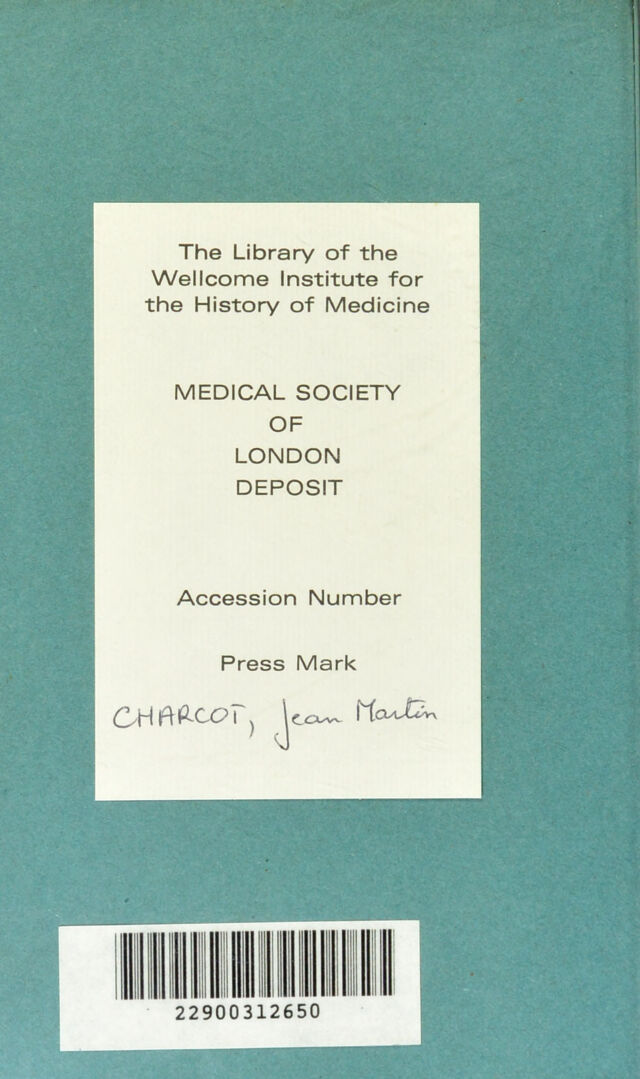 The Library of the
Wellcome Institute for
the History of Medicine
MEDICAL SOCIETY
OF
LONDON
DEPOSIT
Accession Number
Press Mark
CHARCOT, Jean Martin
22900312650